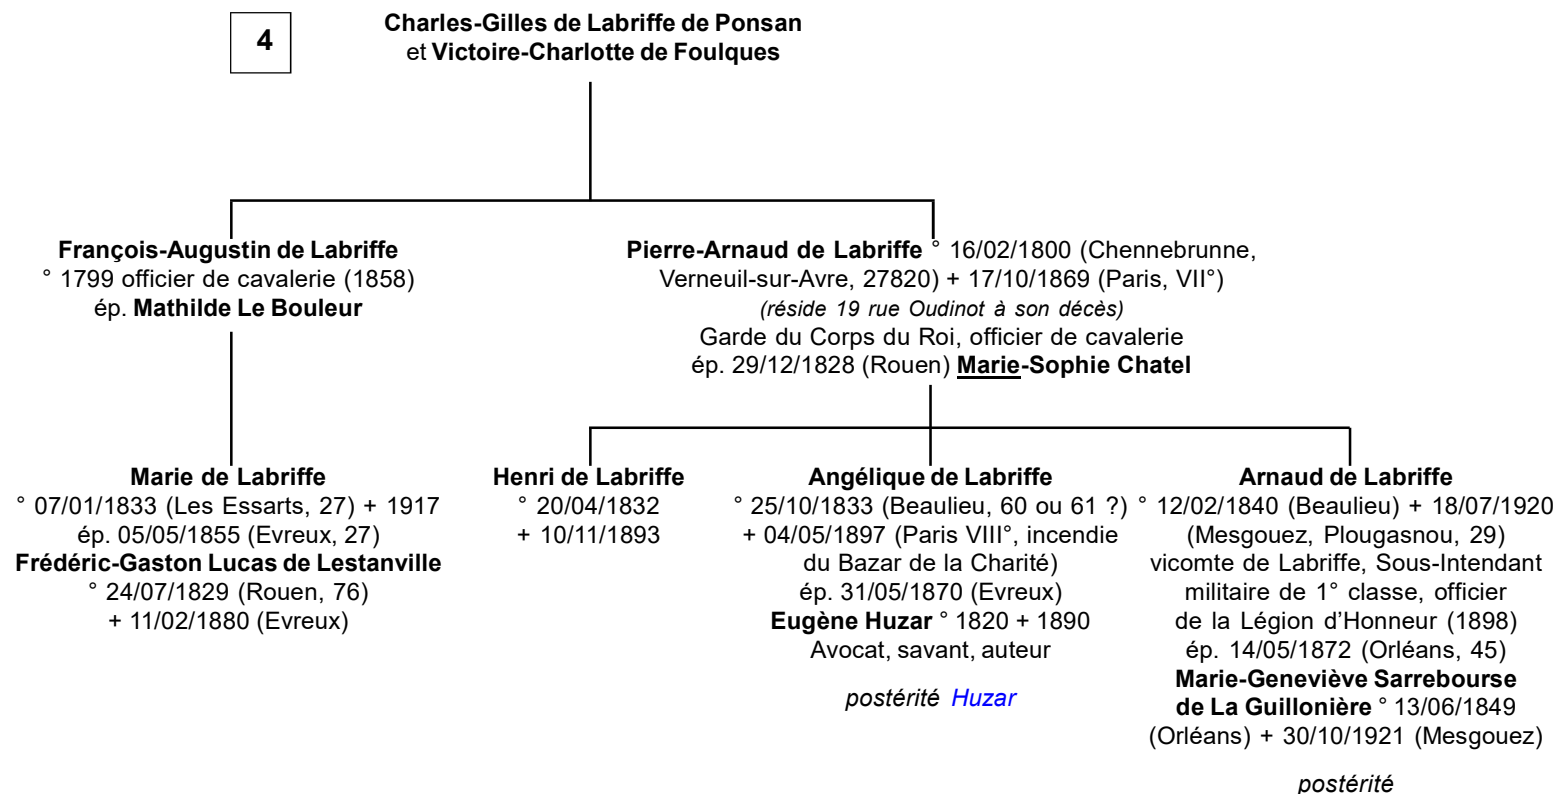 4
Charles-Gilles de Labriffe de Ponsan
et Victoire-Charlotte de Foulques
François-Augustin de Labriffe
° 1799 officier de cavalerie (1858)
ép. Mathilde Le Bouleur
Pierre-Arnaud de Labriffe ° 16/02/1800 (Chennebrunne,
Verneuil-sur-Avre, 27820) + 17/10/1869 (Paris, VII°)
(réside 19 rue Oudinot à son décès)
Garde du Corps du Roi, officier de cavalerie
ép. 29/12/1828 (Rouen) Marie-Sophie Chatel
Marie de Labriffe
° 07/01/1833 (Les Essarts, 27) + 1917
ép. 05/05/1855 (Evreux, 27)
Frédéric-Gaston Lucas de Lestanville
° 24/07/1829 (Rouen, 76)
+ 11/02/1880 (Evreux)
Henri de Labriffe
° 20/04/1832
+ 10/11/1893
Angélique de Labriffe
° 25/10/1833 (Beaulieu, 60 ou 61 ?)
+ 04/05/1897 (Paris VIII°, incendie
du Bazar de la Charité)
ép. 31/05/1870 (Evreux)
Eugène Huzar ° 1820 + 1890
Avocat, savant, auteur
postérité Huzar
Arnaud de Labriffe
° 12/02/1840 (Beaulieu) + 18/07/1920
(Mesgouez, Plougasnou, 29)
vicomte de Labriffe, Sous-Intendant
militaire de 1° classe, officier
de la Légion d'Honneur (1898)
ép. 14/05/1872 (Orléans, 45)
Marie-Geneviève Sarrebourse
de La Guillonière ° 13/06/1849
(Orléans) + 30/10/1921 (Mesgouez)
postérité